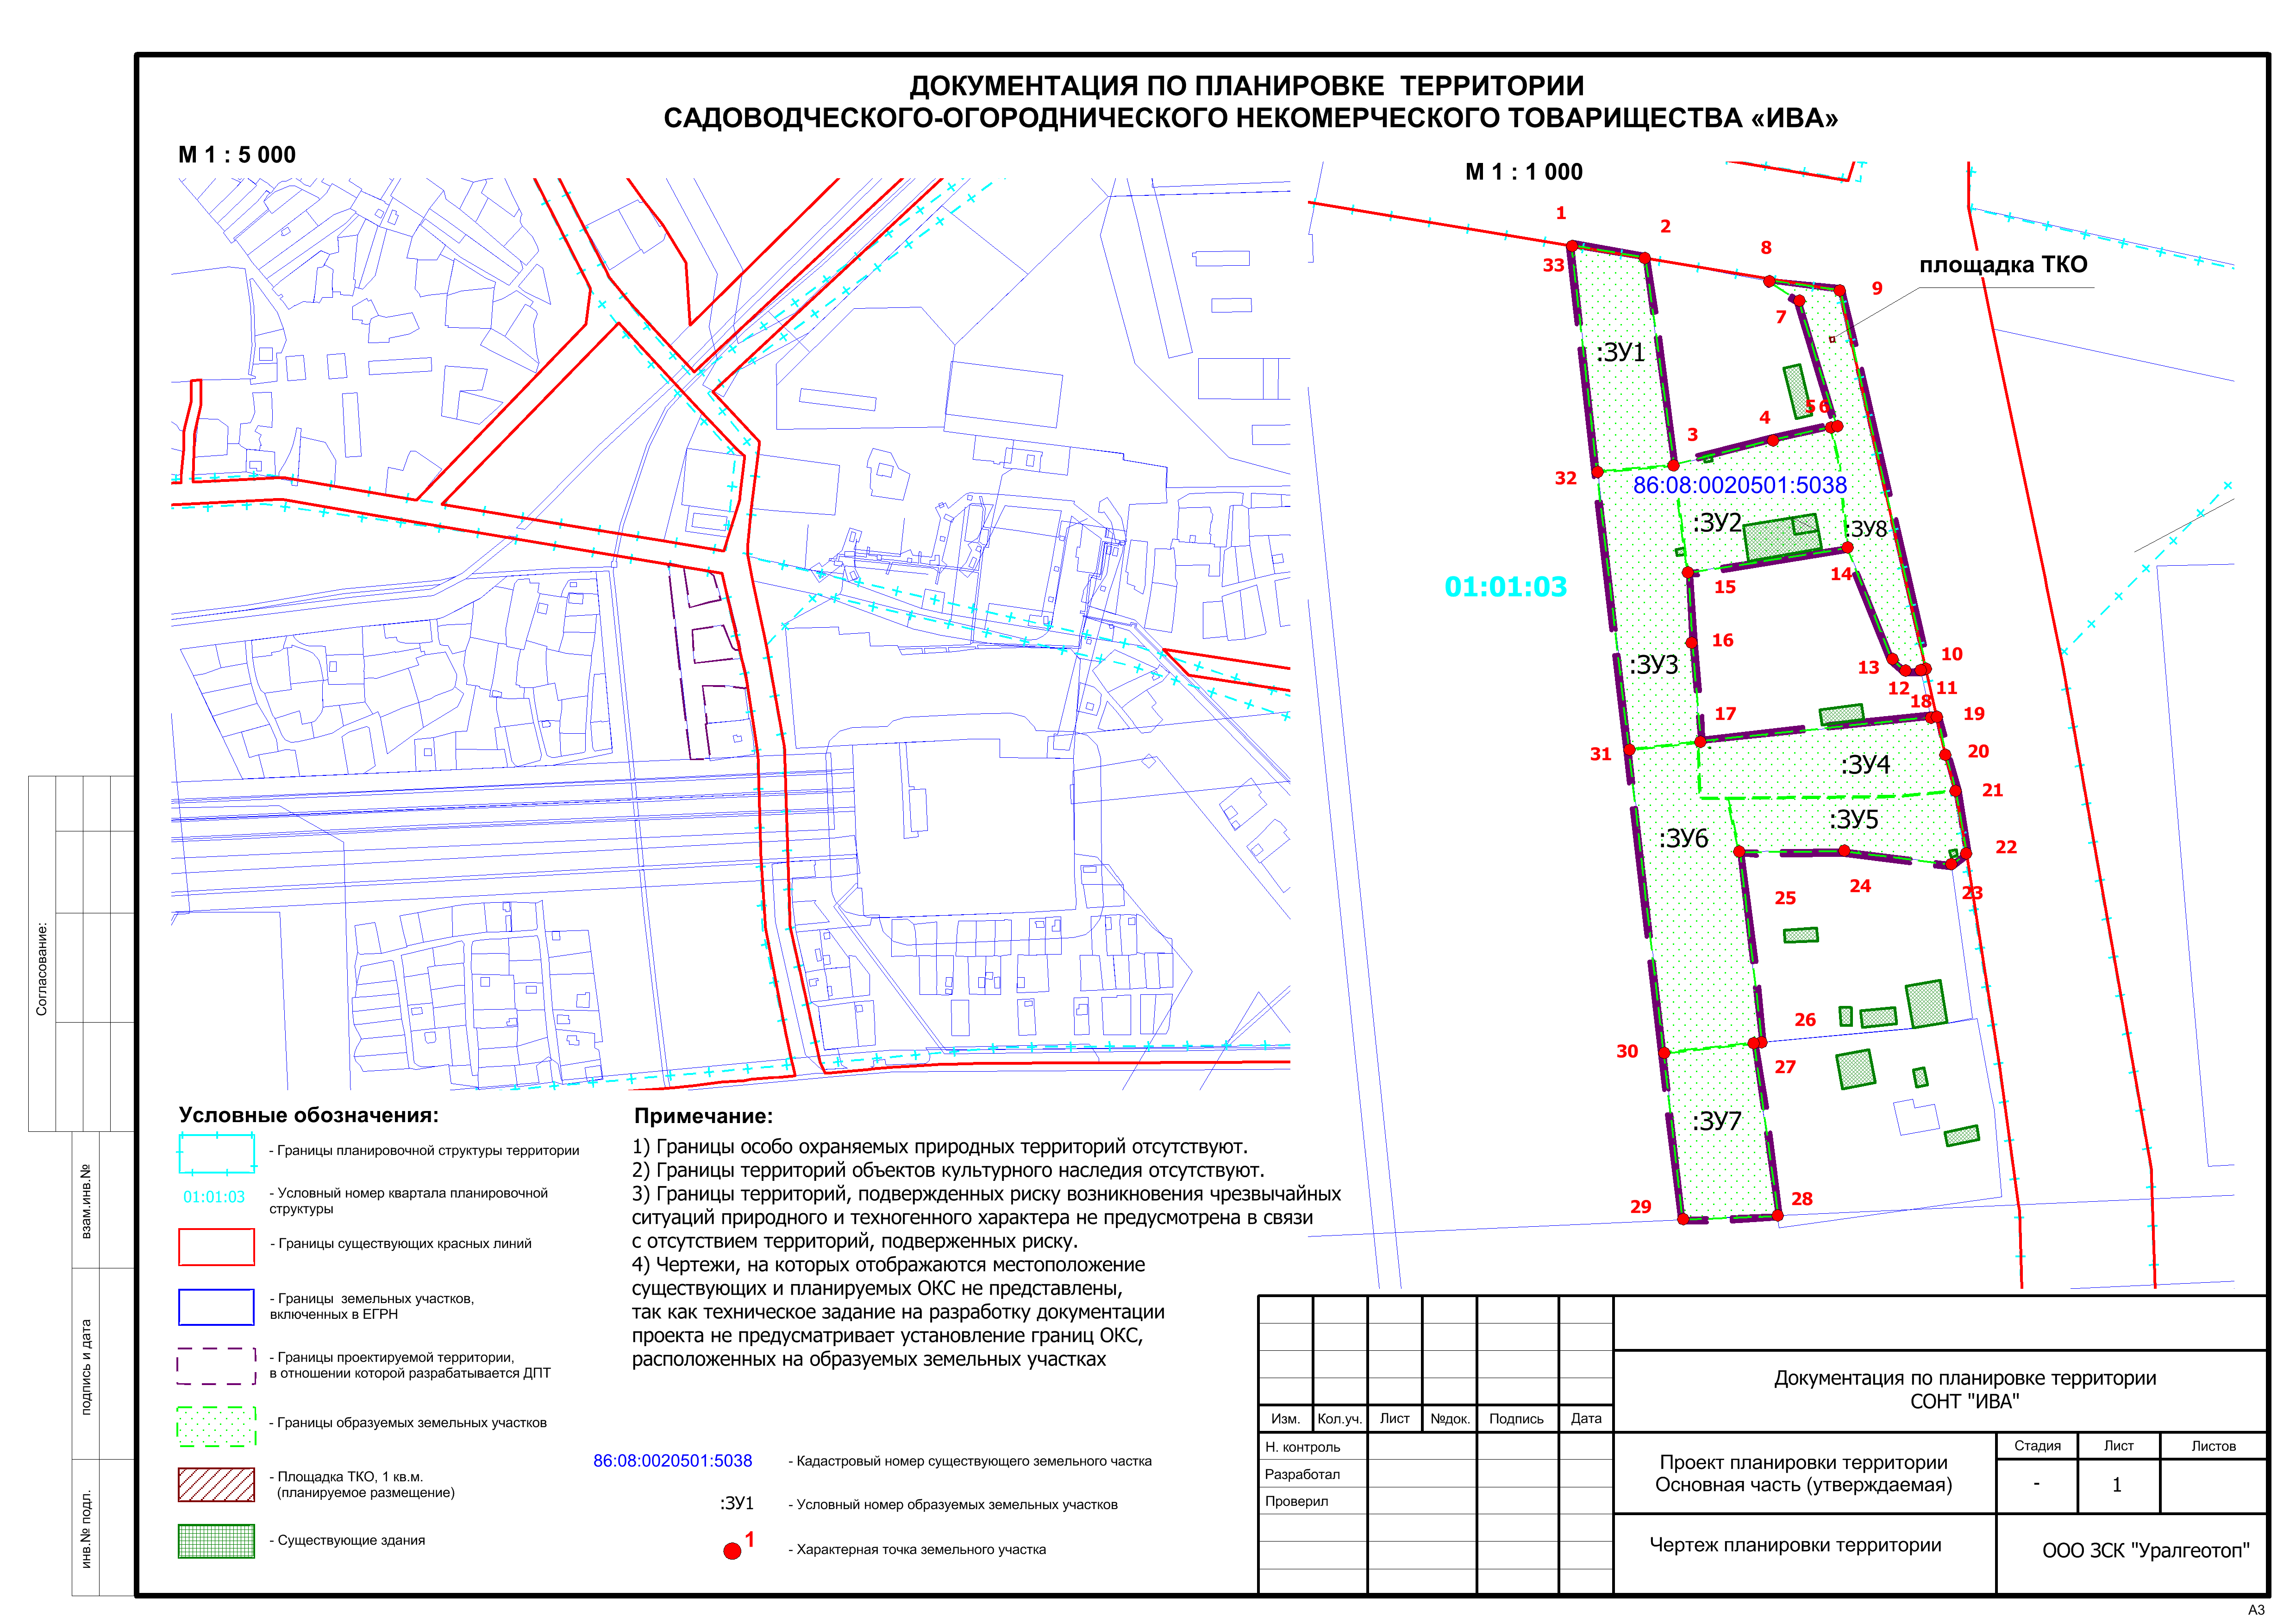 ДОКУМЕНТАЦИЯ ПО ПЛАНИРОВКЕ ТЕРРИТОРИИ
САДОВОДЧЕСКОГО-ОГОРОДНИЧЕСКОГО НЕКОМЕРЧЕСКОГО ТОВАРИЩЕСТВА «ИВА»
М 1 : 5 000
М 1 : 1 000
1
2
8
33
площадка ТКО
9
7
:ЗУ1
5 6
4
3
32
86:08:0020501:5038
:ЗУ2
:ЗУ8
14
01:01:03
15
16
10
:ЗУ3
13
12
11
18
17
19
31
20
:ЗУ4
21
:ЗУ5
:ЗУ6
22
24
23
25
26
30
27
:ЗУ7
28
29
Условные обозначения:
- Границы планировочной структуры территории
01:01:03
- Условный номер квартала планировочной
структуры
- Границы существующих красных линий
- Границы земельных участков,
включенных в ЕГРН
- Границы проектируемой территории,
в отношении которой разрабатывается ДПТ
- Границы образуемых земельных участков
- Площадка ТКО, 1 кв.м.
(планируемое размещение)
- Существующие здания
Примечание:
1) Границы особо охраняемых природных территорий отсутствуют.
2) Границы территорий объектов культурного наследия отсутствуют.
3) Границы территорий, подвержденных риску возникновения чрезвычайных
ситуаций природного и техногенного характера не предусмотрена в связи
с отсутствием территорий, подверженных риску.
4) Чертежи, на которых отображаются местоположение
существующих и планируемых ОКС не представлены,
так как техническое задание на разработку документации
проекта не предусматривает установление границ ОКС,
расположенных на образуемых земельных участках
86:08:0020501:5038
- Кадастровый номер существующего земельного частка
:ЗУ1
- Условный номер образуемых земельных участков
1
- Характерная точка земельного участка
Согласование:
взам.инв.№
подпись и дата
инв.№ подл.
Изм.
Кол.уч.
Лист
№док.
Подпись
Дата
Н. контроль
Разработал
Проверил
Документация по планировке территории
СОНТ "ИВА"
Проект планировки территории
Основная часть (утверждаемая)
Стадия
Лист
Листов
-
1
Чертеж планировки территории
ООО ЗСК "Уралгеотоп"
А3